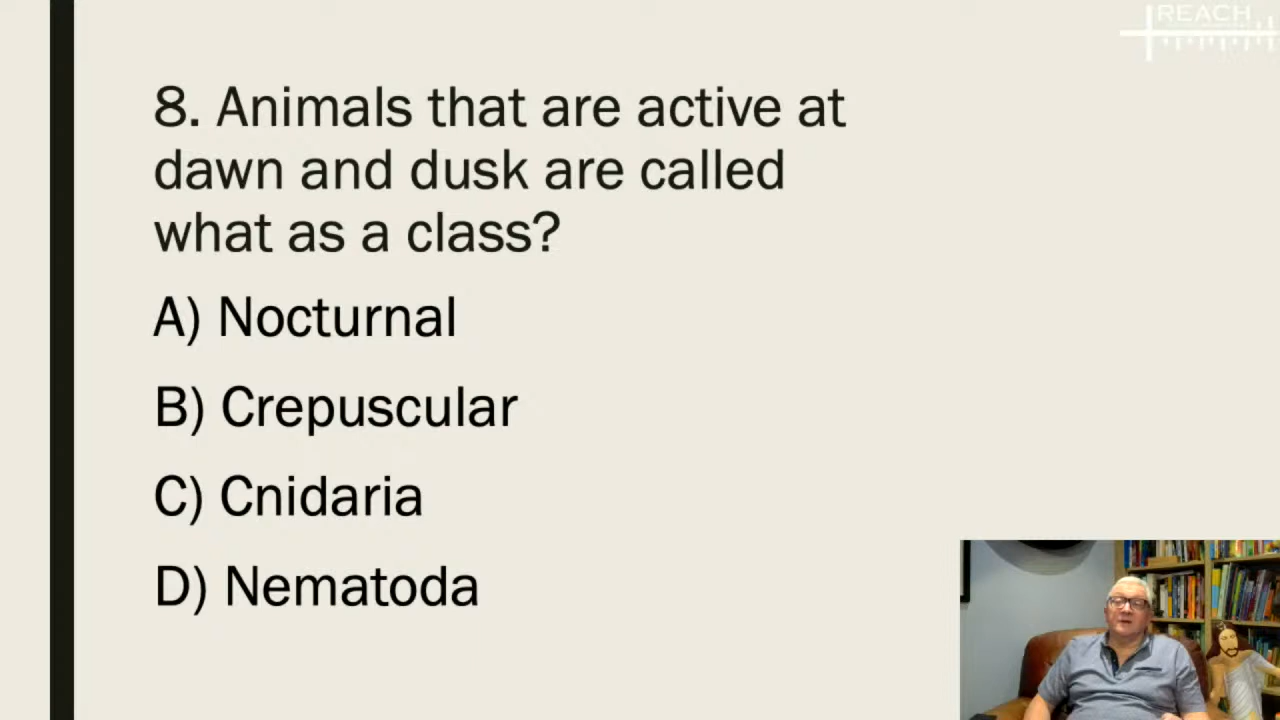 REACH
8. Animals that are active at
dawn and dusk are called
what as a class?
A) Nocturnal
B) Crepuscular
C) Cnidaria
D) Nematoda